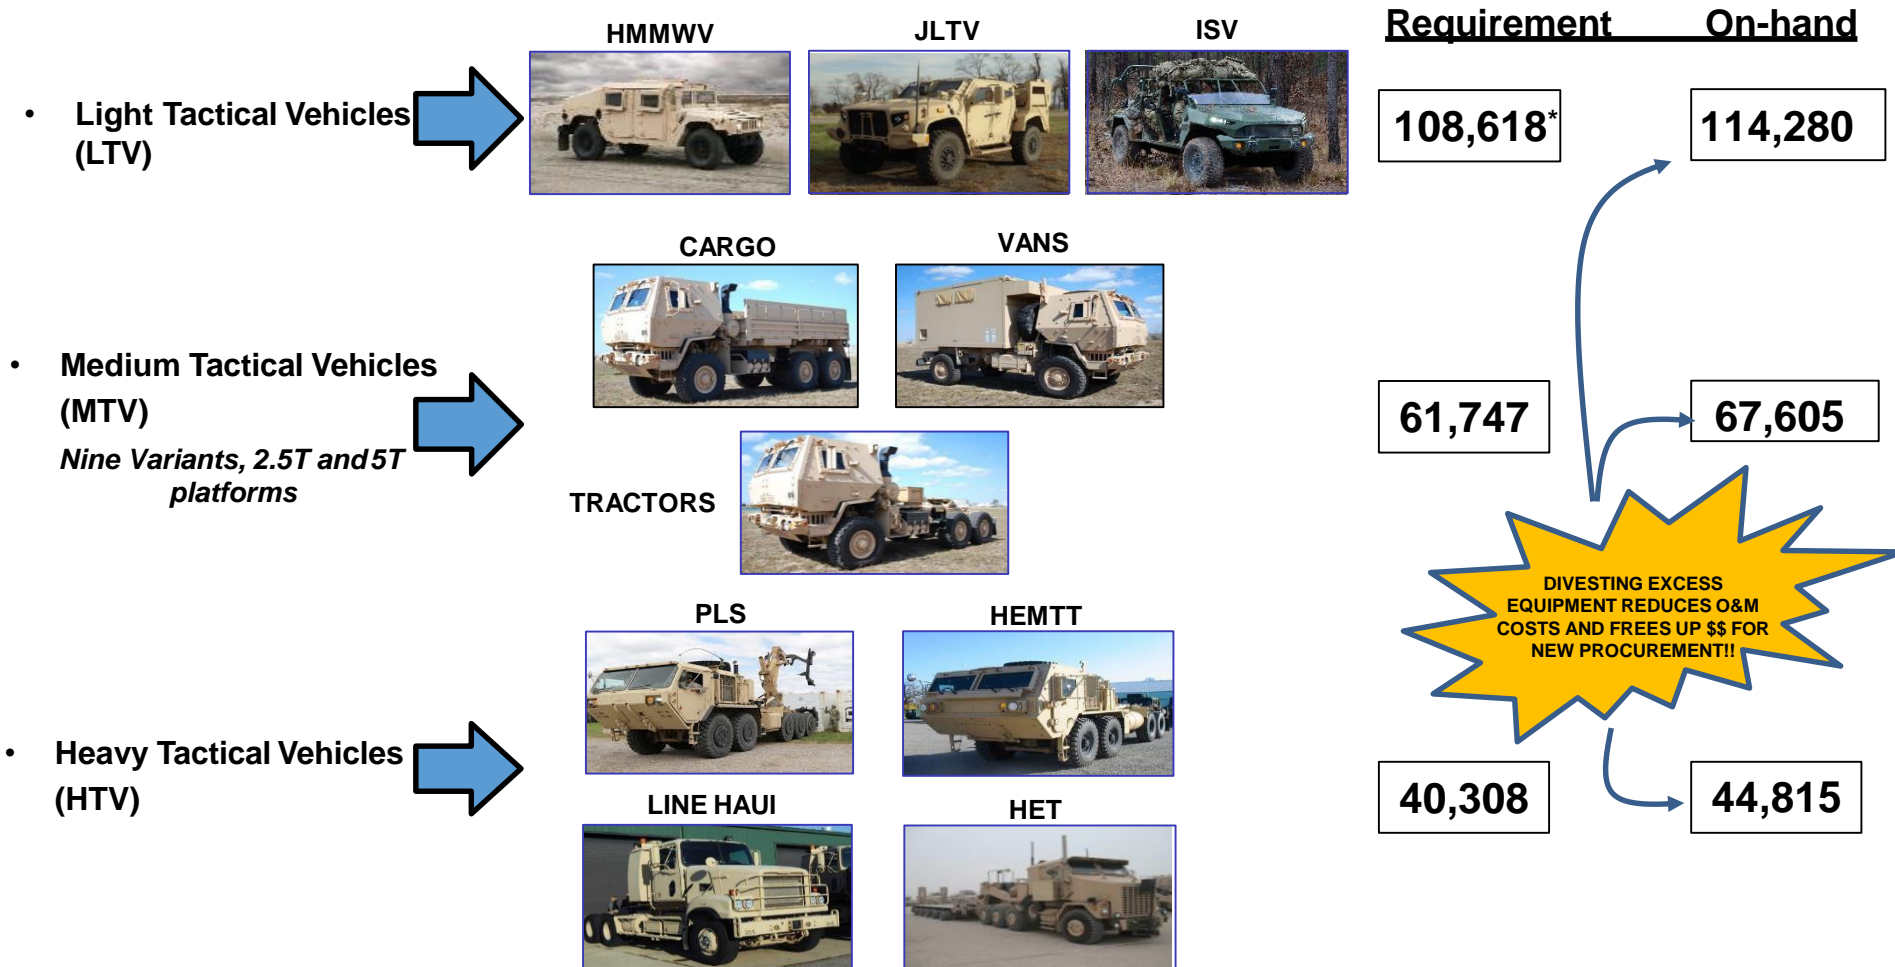 Requirement On-hand
HMMWV JLTV ISV
• Light Tactical Vehicles
(LTV)
108,618* 114,280
CARGO VANS
• Medium Tactical Vehicles
(MTV)
Nine Variants, 2.5T and 5T
platforms
61,747 67,605
TRACTORS
DIVESTING EXCESS
EQUIPMENT REDUCES O&M
COSTS AND FREES UP $$ FOR
NEW PROCUREMENT!!
PLS HEMTT
• Heavy Tactical Vehicles
(HTV)
40,308 44,815
LINE HAUI HET